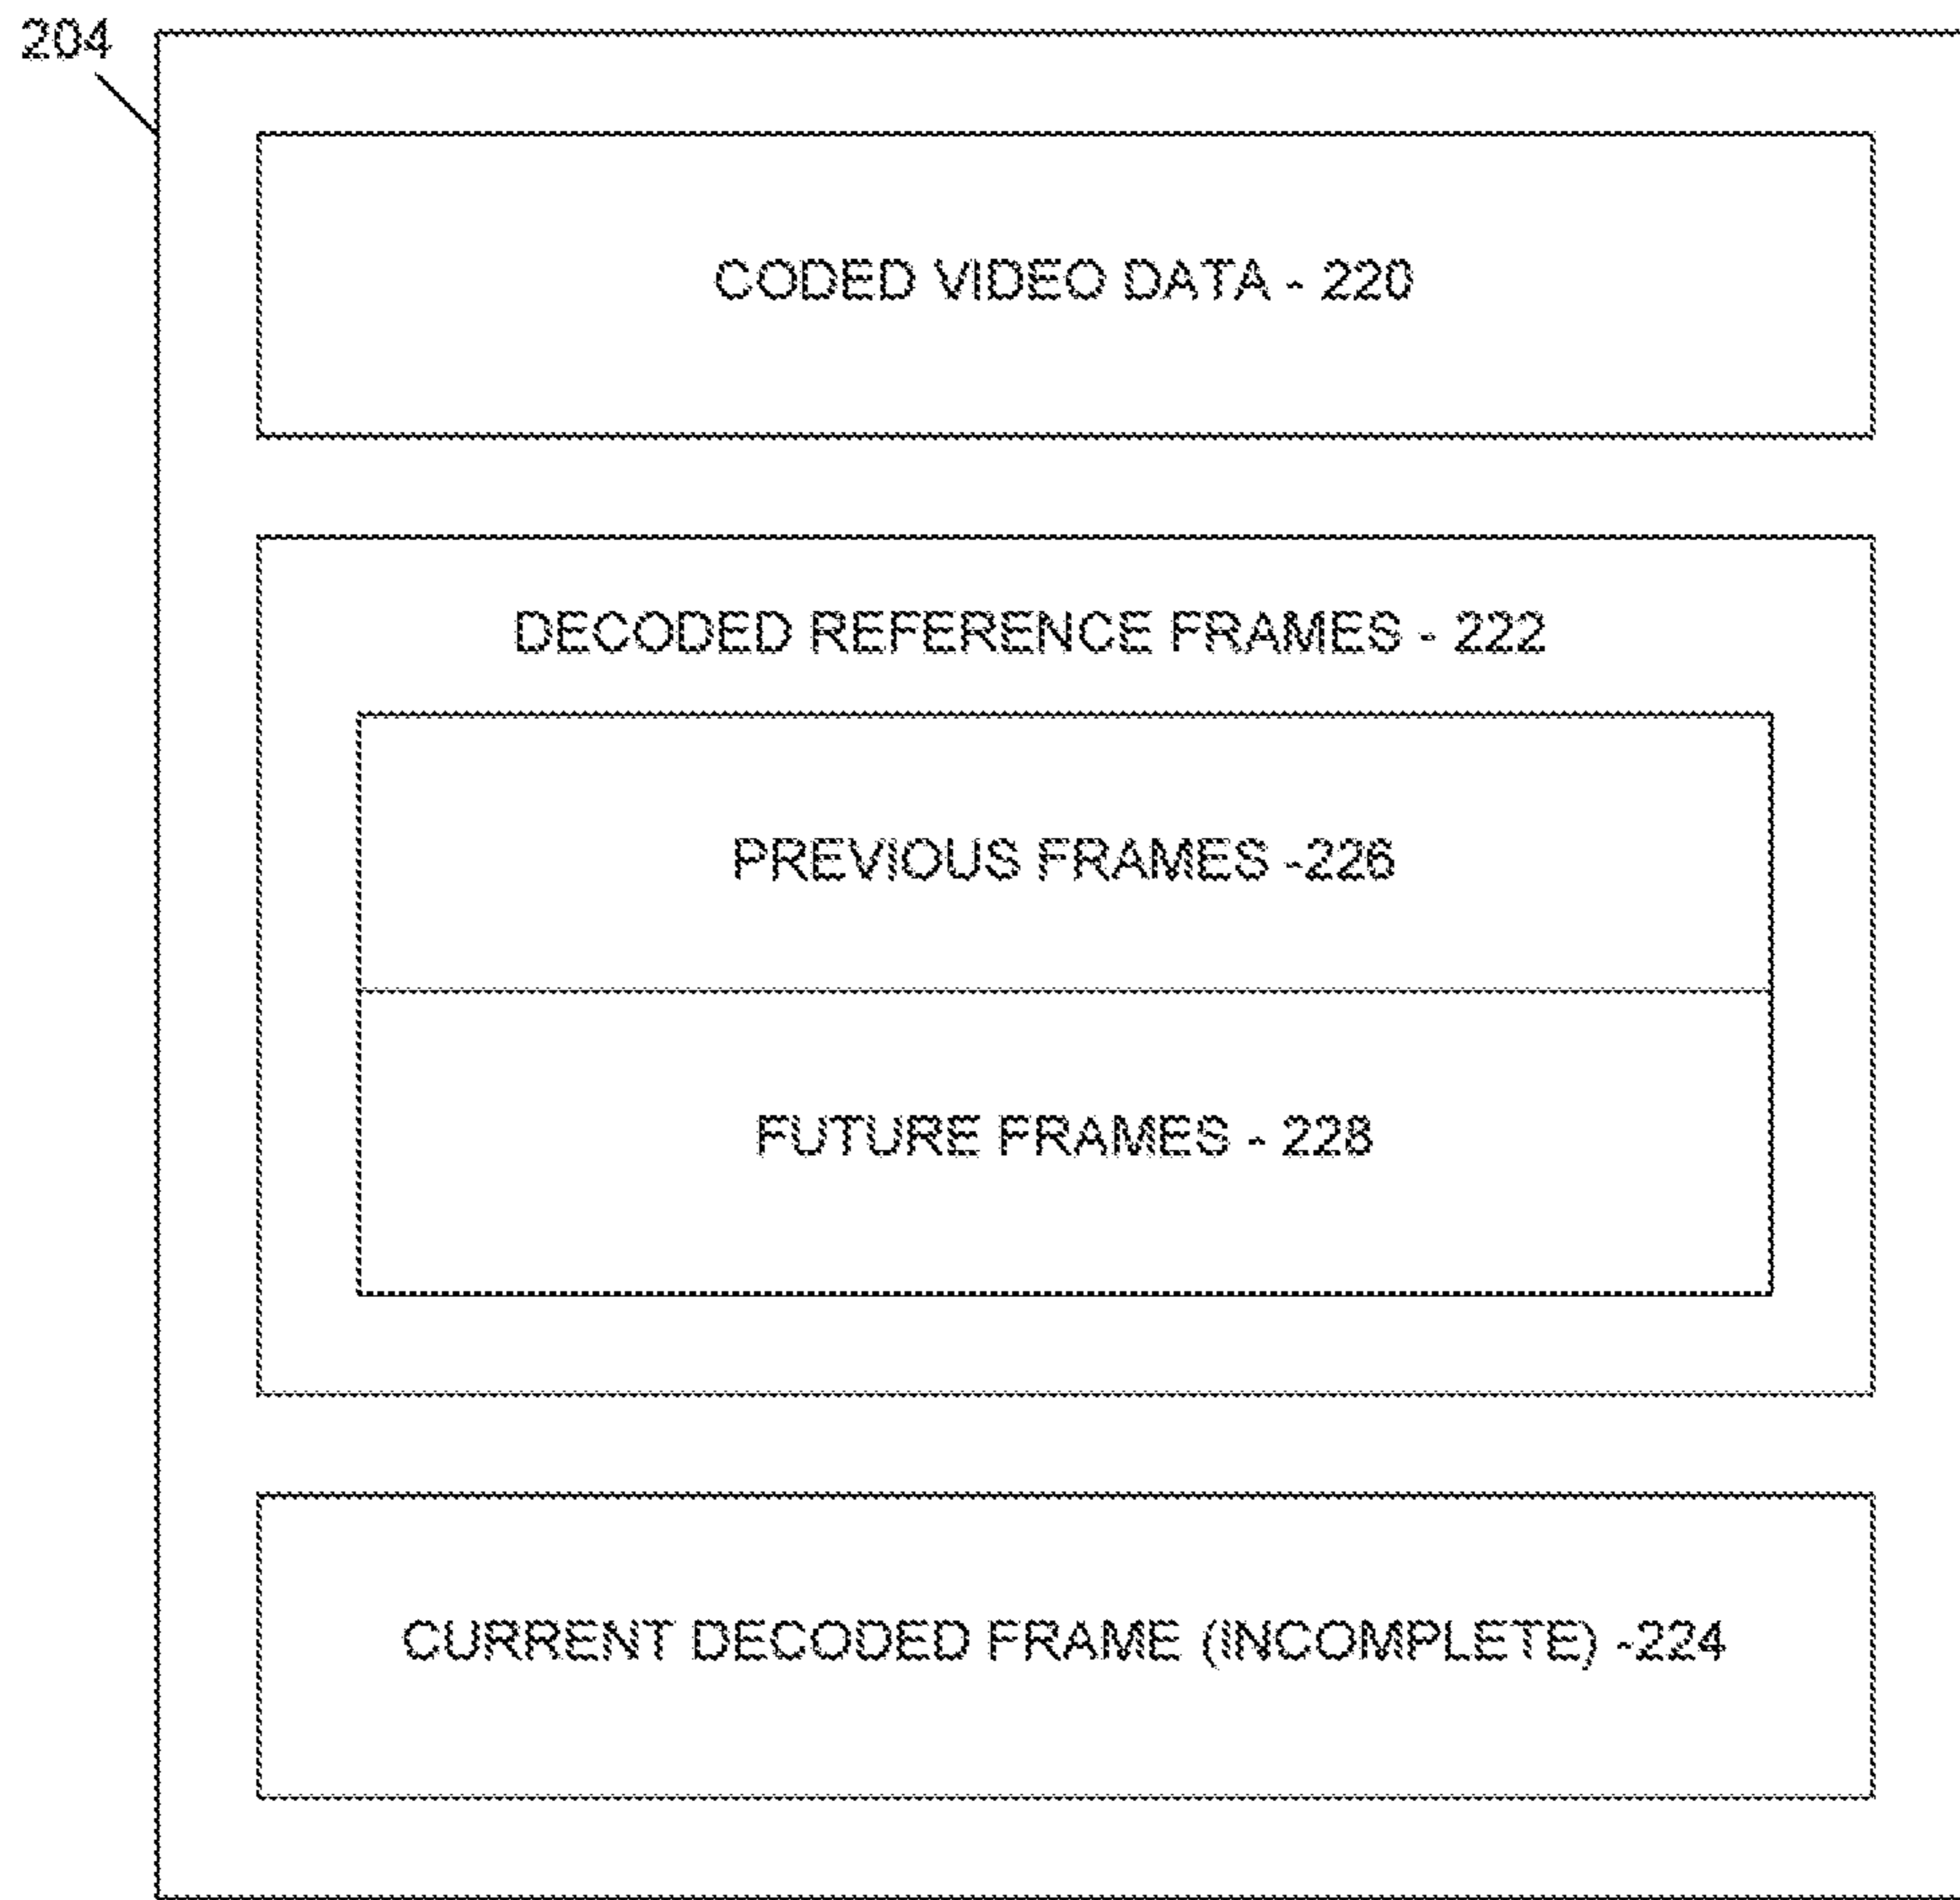 204
CODED VIDEO DATA - 220
DECODED REFERENCE FRAMES - 222
PREVIOUS FRAMES -226
FUTURE FRAMES - 228
CURRENT DECODED FRAME (INCOMPLETE) -224